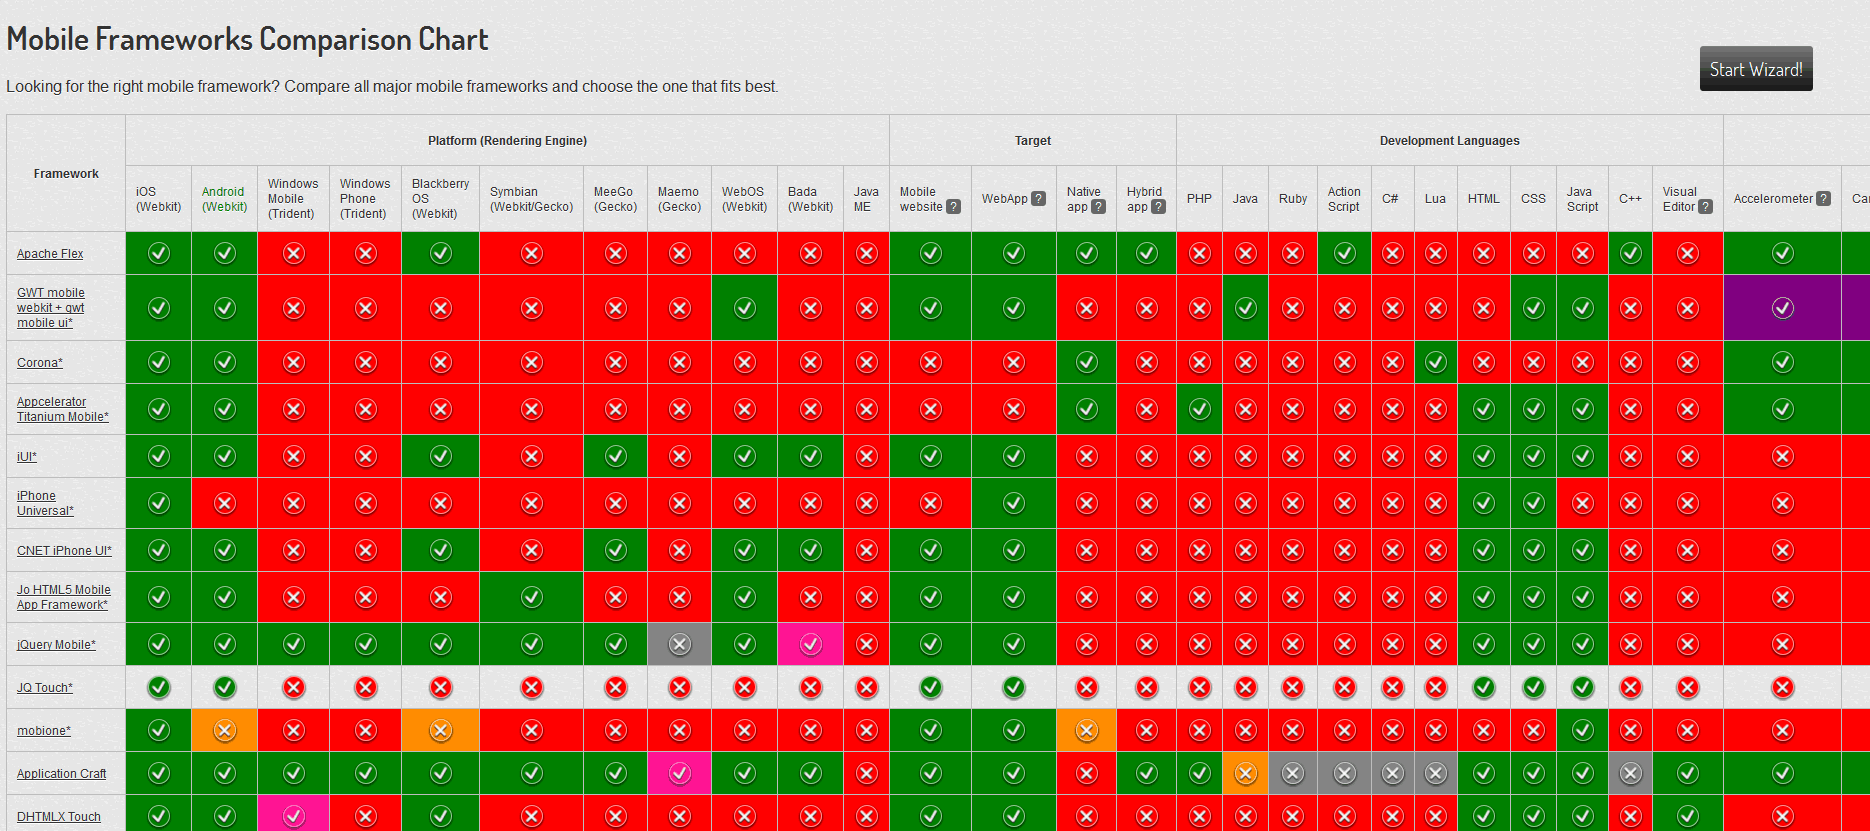 Mobile Frameworks Comparison Chart
Start Wizard!
Looking for the right mobile framework? Compare all major mobile frameworks and choose the one that fits best.
Framework
Platform (Rendering Engine)
Target
Development Languages
iOS
(Webkit)
Android
(Webkit)
Windows
Mobile
(Trident)
Windows
Phone
(Trident)
Blackberry
OS
(Webkit)
Symbian
(Webkit/Gecko)
MeeGo
(Gecko)
Maemo
(Gecko)
WebOS
(Webkit)
Bada
(Webkit)
Java
ME
Mobile
website ?
WebApp ?
Native
app ?
Hybrid
app ?
PHP
Java
Ruby
Action
Script
C#
Lua
HTML
CSS
Java
Script
C++
Visual
Editor ?
Accelerometer ?
Apache Flex
GWT mobile
webkit + gwt
mobile ui*
Corona*
Appcelerator
Titanium Mobile*
iUI*
iPhone
Universal*
CNET iPhone UI*
Jo HTML5 Mobile
App Framework*
jQuery Mobile*
JQ Touch*
mobione*
Application Craft
DHTMLX Touch